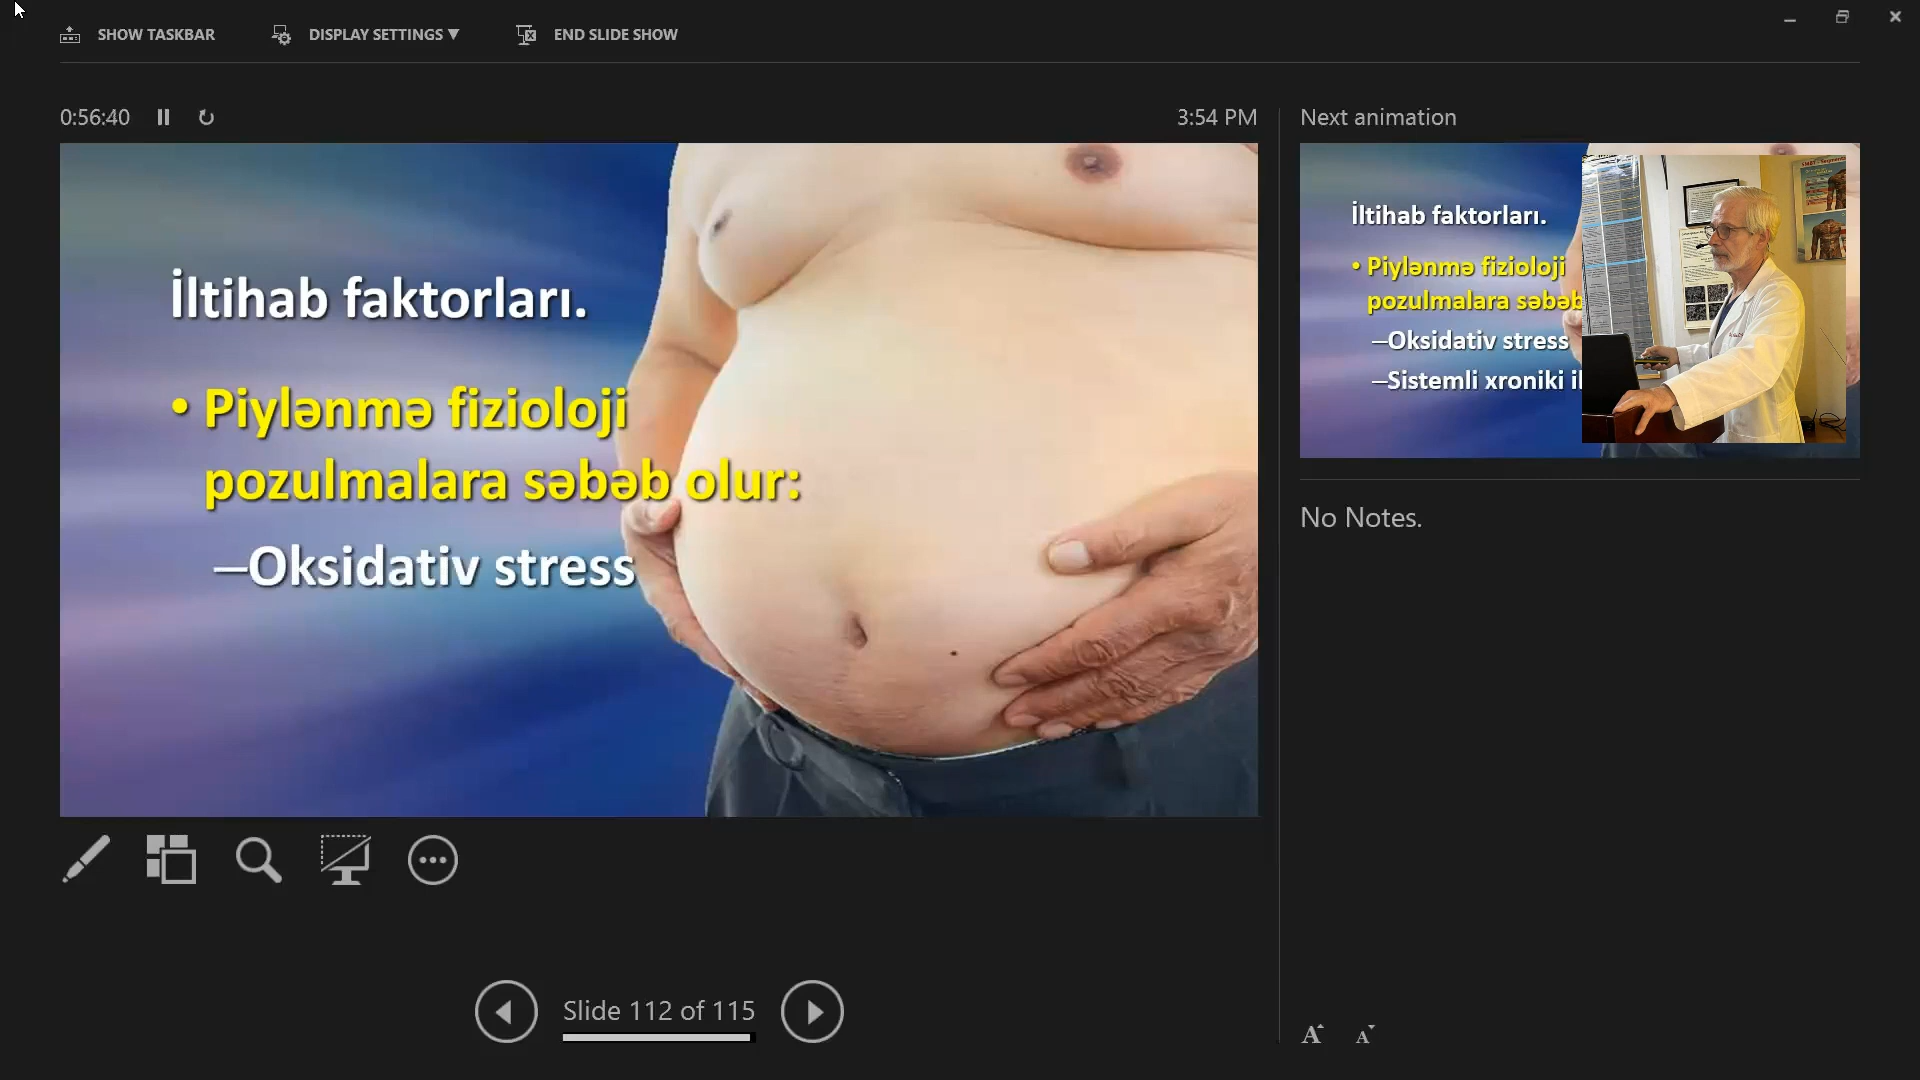 SHOW TASKBAR
DISPLAY SETTINGS ▼
END SLIDE SHOW
0:56:40
3:54 PM
İltihab faktorları.
• Piylənmə fizioloji
pozulmalara səbəb olur:
–Oksidativ stress
Slide 112 of 115
Next animation
İltihab faktorları.
• Piylənmə fizioloji
pozulmalara səbəb
–Oksidativ stress
–Sistemli xroniki
No Notes.
A
A